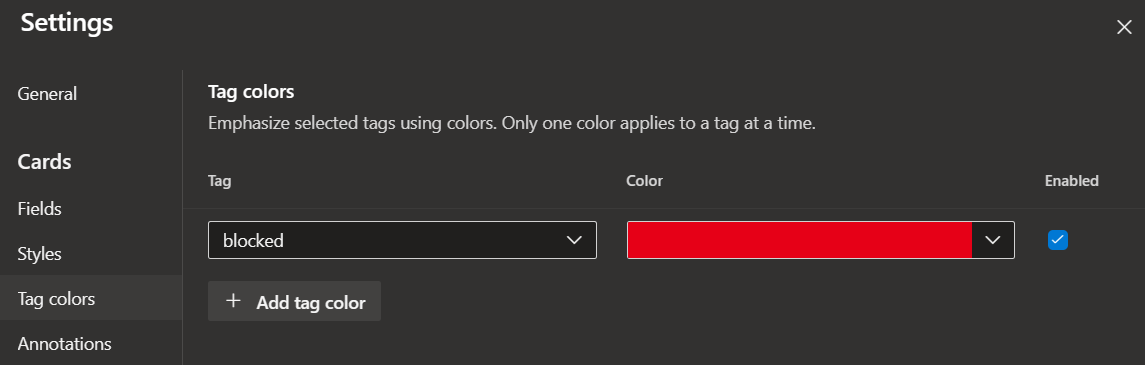 Settings
General
Cards
Fields
Styles
Tag colors
Annotations
Tag colors
Emphasize selected tags using colors. Only one color applies to a tag at a time.
Tag Color Enabled
blocked
Add tag color